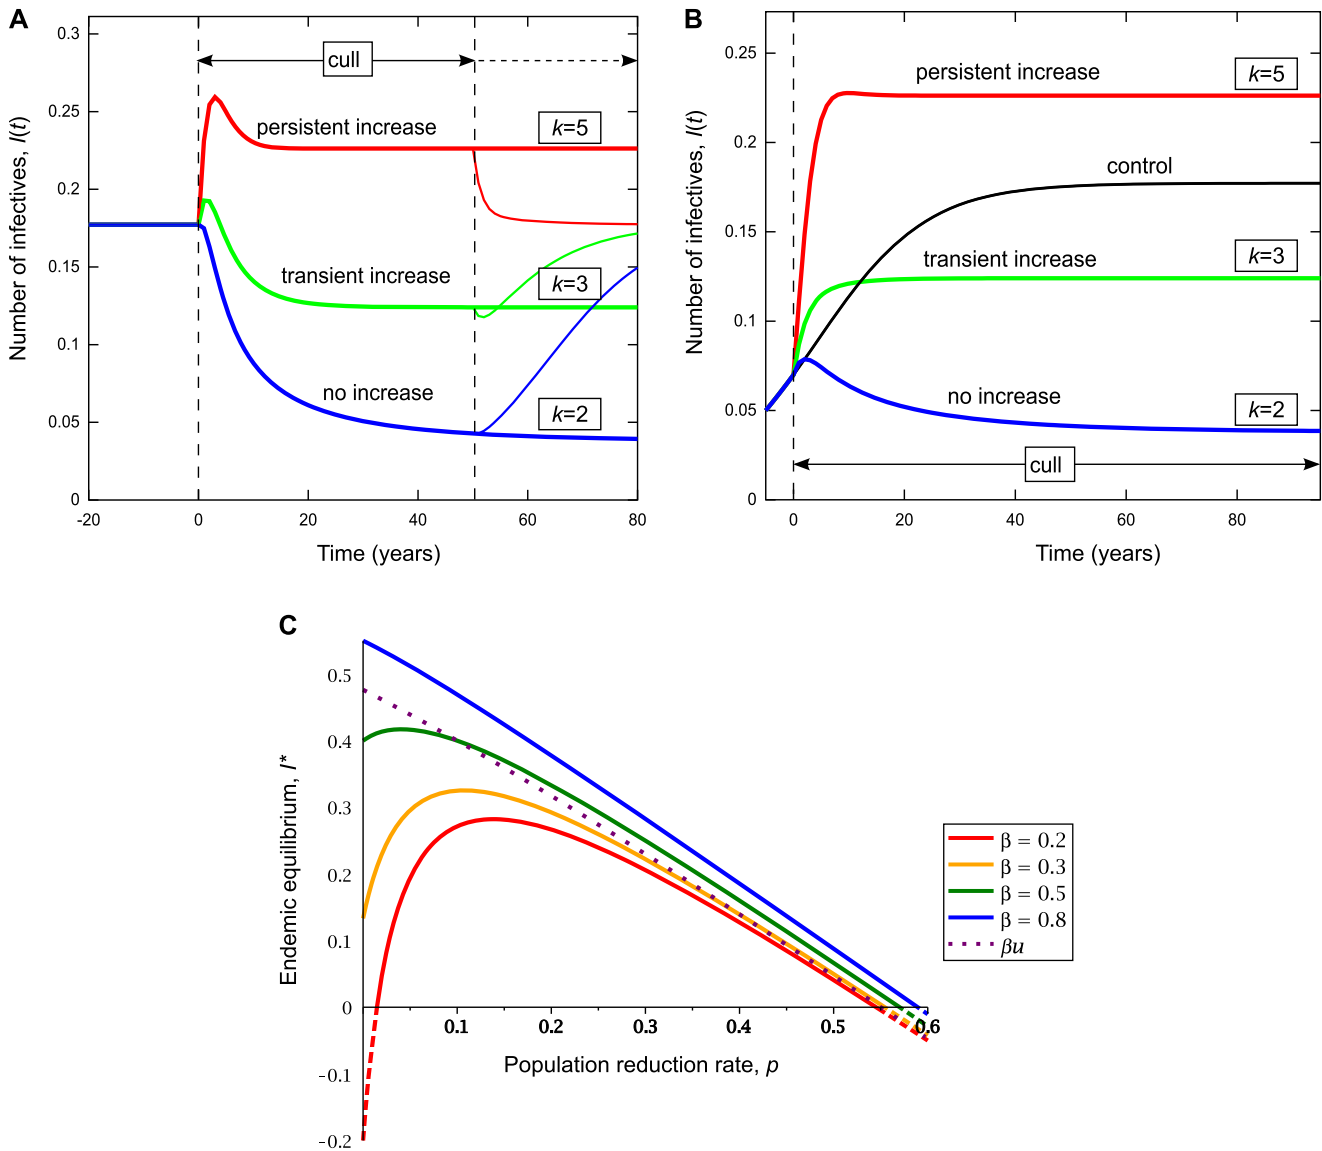 A
0.3
0.25
0.2
0.15
0.1
0.05
0
-20
0
20
40
60
80
Number of infectives, I(t)
Time (years)
cull
persistent increase
k=5
transient increase
k=3
no increase
k=2
B
0.25
0.2
0.15
0.1
0.05
0
0
20
40
60
80
Number of infectives, I(t)
Time (years)
persistent increase
k=5
control
transient increase
k=3
no increase
k=2
cull
C
0.5
0.4
0.3
0.2
0.1
0
-0.1
-0.2
0.1
0.2
0.3
0.4
0.5
0.6
Endemic equilibrium, I*
Population reduction rate, p
β = 0.2
β = 0.3
β = 0.5
β = 0.8
βu